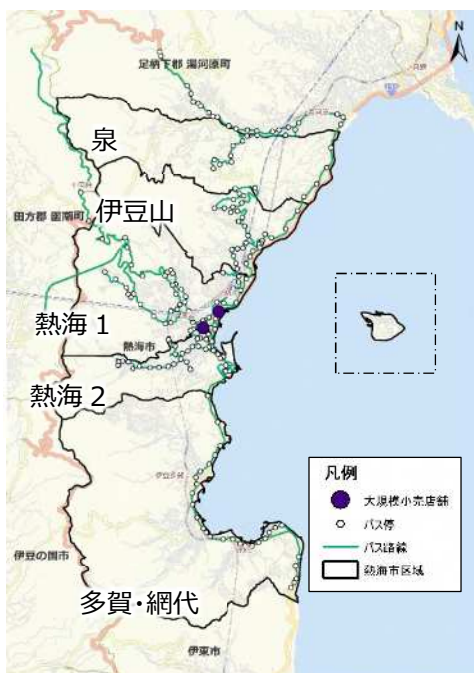 N
足柄下郡 湯河原町
泉
伊豆山
田方郡 函南町
熱海 1
熱海市
熱海 2
伊豆の国市
多賀・網代
伊東市
凡例
大規模小売店舗
バス停
バス路線
熱海市区域